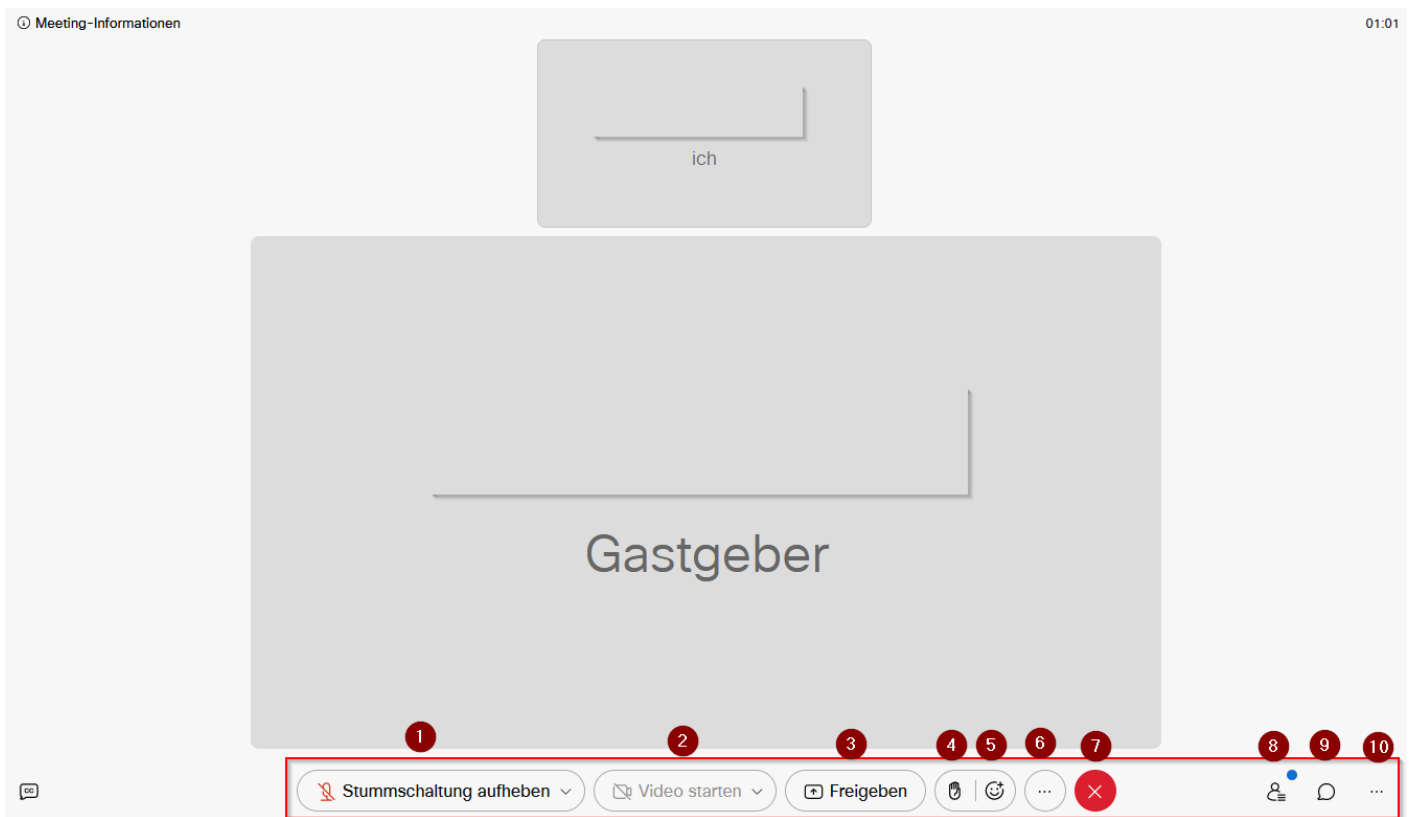 Meeting-Informationen
01:01
ich
Gastgeber
1
2
3
4
5
6
7
8
9
10
CC
Stummschaltung aufheben
Video starten
Freigeben